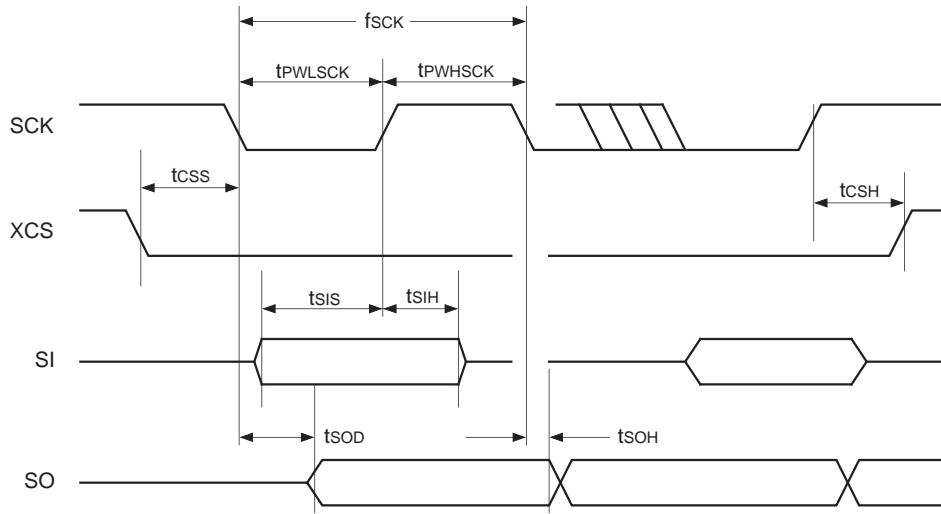 fSCK
tPWLSCK tPWHSCK
SCK
tCSS tCSH
XCS
tSIS tSIH
SI
tSOD tSOH
SO